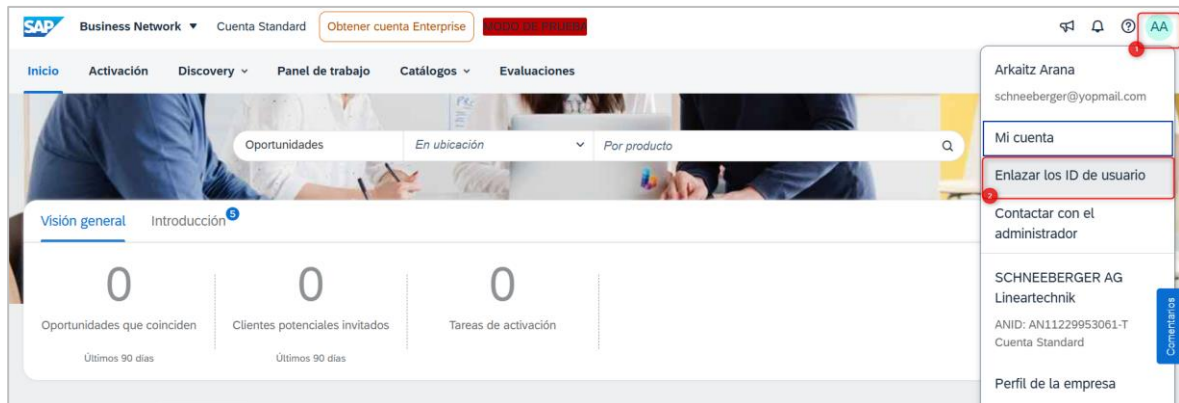 SAP Business Network ▼ Cuenta Standard Obtener cuenta Enterprise MODO DE PRUEBA AA
1
Inicio Activación Discovery Panel de trabajo Catálogos Evaluaciones
Oportunidades En ubicación Por producto
Visión general Introducción 5
0 0 0
Oportunidades que coinciden Clientes potenciales invitados Tareas de activación
Últimos 90 días Últimos 90 días
Arkaitz Arana
schneeberger@yopmail.com
Mi cuenta
Enlazar los ID de usuario
2
Contactar con el
administrador
SCHNEEBERGER AG
Lineartechnik
ANID: AN11229953061-T
Cuenta Standard
Perfil de la empresa
Comentarios